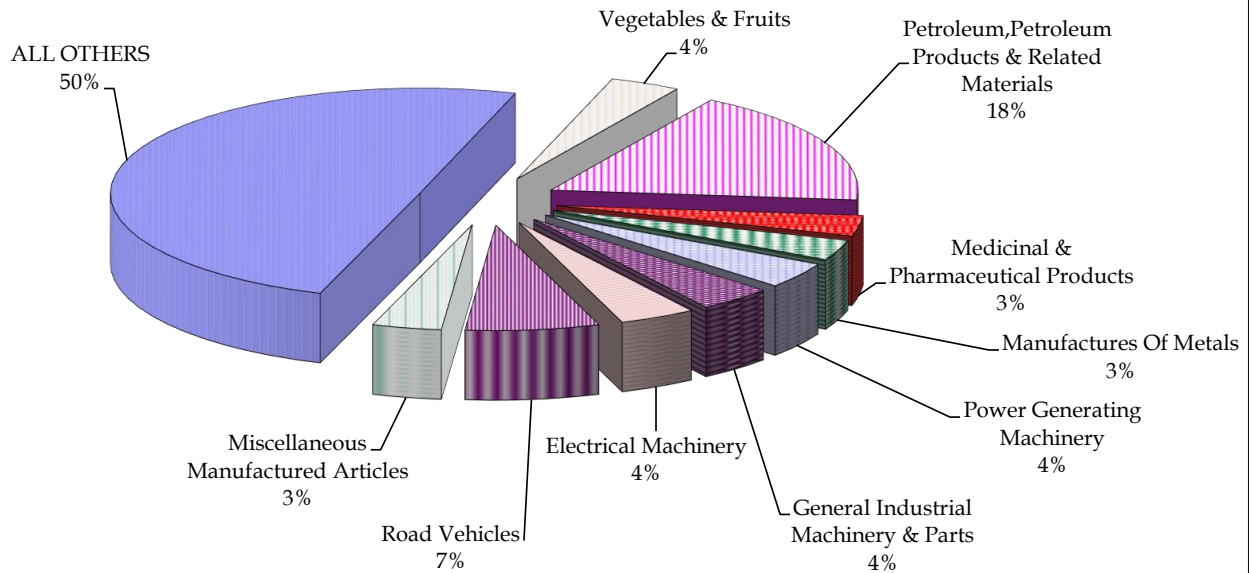 ALL OTHERS
50%
Vegetables & Fruits
4%
Petroleum,Petroleum
Products & Related
Materials
18%
Medicinal &
Pharmaceutical Products
3%
Manufactures Of Metals
3%
Power Generating
Machinery
4%
General Industrial
Machinery & Parts
4%
Electrical Machinery
4%
Road Vehicles
7%
Miscellaneous
Manufactured Articles
3%